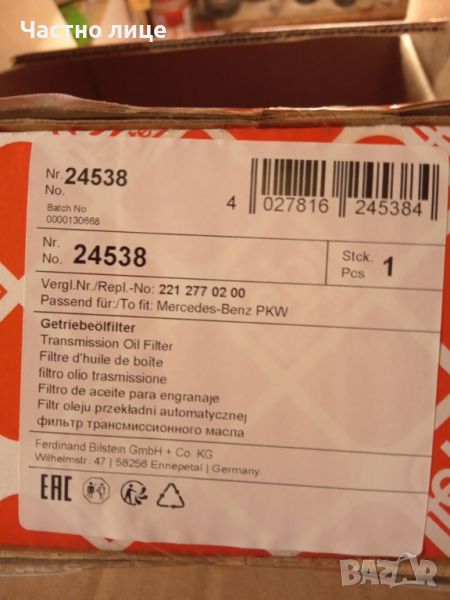 Частно лице
Nr. 24538
No.
Batch No
0000130668
4 027816 245384
Nr.
No. 24538
Stck.
Pcs 1
Vergl.Nr./Repl.-No: 221 277 02 00
Passend für:/To fit: Mercedes-Benz PKW
Getriebeölfilter
Transmission Oil Filter
Filtre d'huile de boîte
filtro olio trasmissione
Filtro de aceite para engranaje
Filtr oleju przekładni automatycznej
фильтр трансмиссионного масла
Ferdinand Bilstein GmbH + Co. KG
Wilhelmstr. 47 | 58256 Ennepetal | Germany
EAC
BAZAR